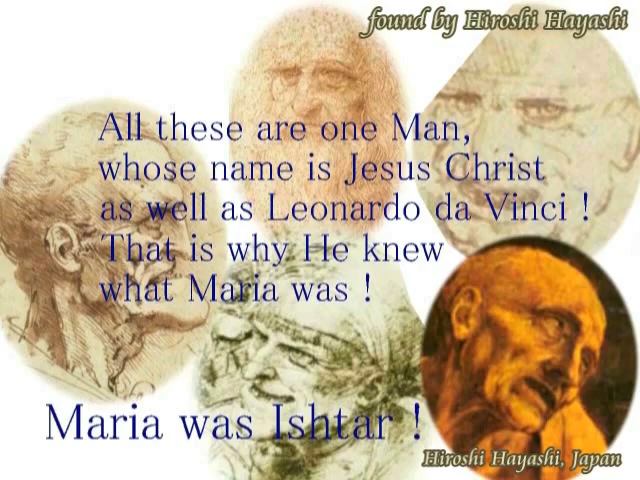 found by Hiroshi Hayashi
All these are one Man,
whose name is Jesus Christ
as well as Leonardo da Vinci !
That is why He knew
what Maria was !
Maria was Ishtar !
Hiroshi Hayashi, Japan